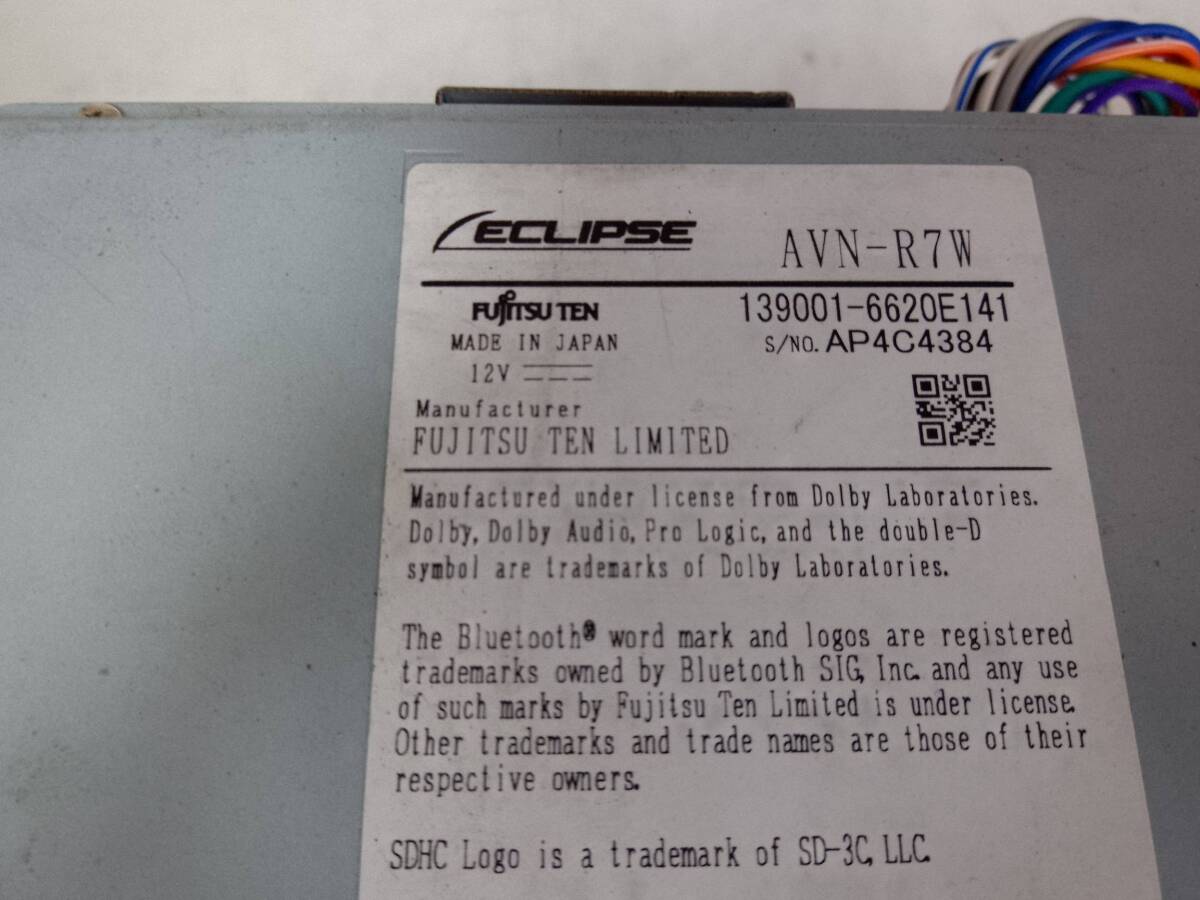 ECLIPSE AVN-R7W
FUJITSU TEN 139001-6620E141
MADE IN JAPAN S/NO. AP4C4384
12V
Manufacturer
FUJITSU TEN LIMITED
Manufactured under license from Dolby Laboratories.
Dolby, Dolby Audio, Pro Logic, and the double-D
symbol are trademarks of Dolby Laboratories.
The Bluetooth® word mark and logos are registered
trademarks owned by Bluetooth SIG, Inc. and any use
of such marks by Fujitsu Ten Limited is under license.
Other trademarks and trade names are those of their
respective owners.
SDHC Logo is a trademark of SD-3C, LLC.